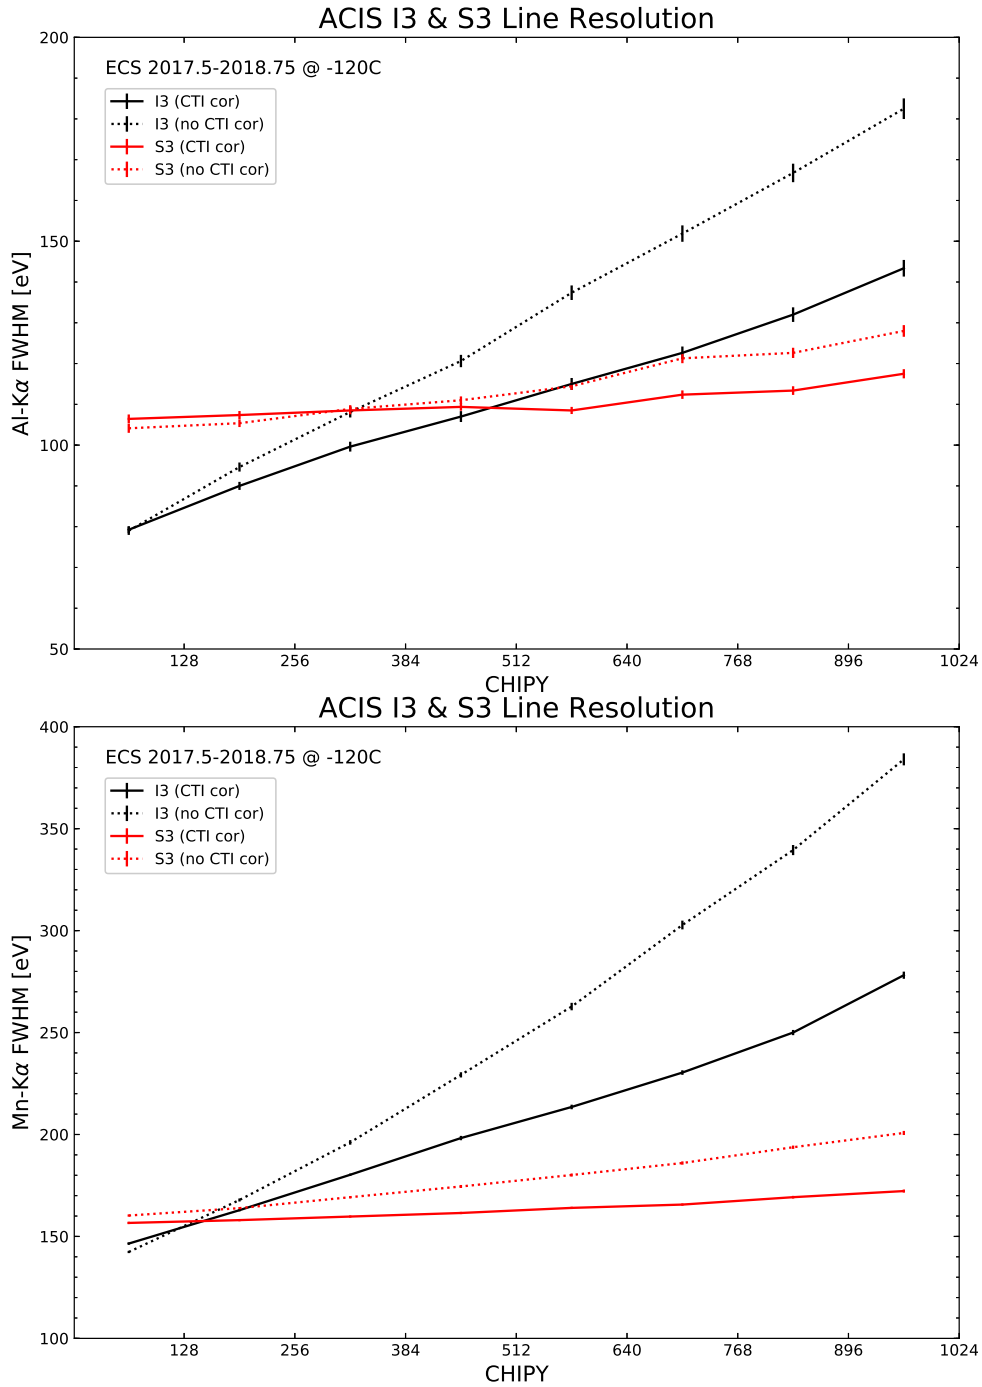 ACIS I3 & S3 Line Resolution
200
ECS 2017.5-2018.75 @ -120C
I3 (CTI cor)
I3 (no CTI cor)
S3 (CTI cor)
S3 (no CTI cor)
150
Al-Kα FWHM [eV]
100
50
128 256 384 512 640 768 896 1024
CHIPY
ACIS I3 & S3 Line Resolution
400
ECS 2017.5-2018.75 @ -120C
I3 (CTI cor)
I3 (no CTI cor)
S3 (CTI cor)
S3 (no CTI cor)
350
300
250
Mn-Kα FWHM [eV]
200
150
100
128 256 384 512 640 768 896 1024
CHIPY